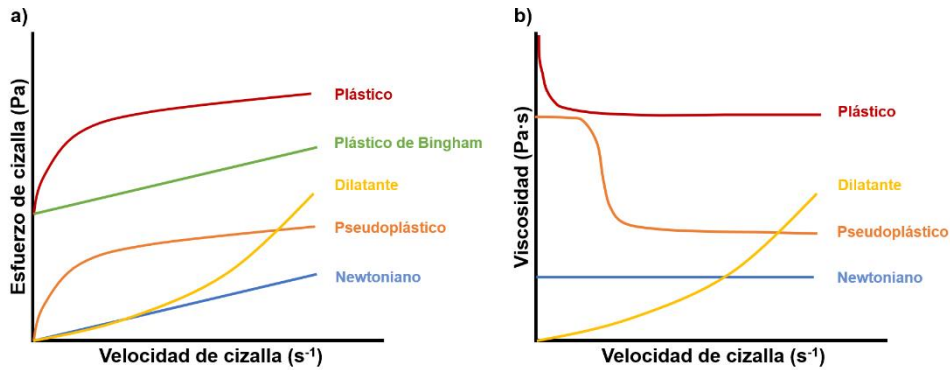 a)
Esfuerzo de cizalla (Pa)
Plástico
Plástico de Bingham
Dilatante
Pseudoplástico
Newtoniano
Velocidad de cizalla (s⁻¹)
b)
Viscosidad (Pa·s)
Plástico
Dilatante
Pseudoplástico
Newtoniano
Velocidad de cizalla (s⁻¹)